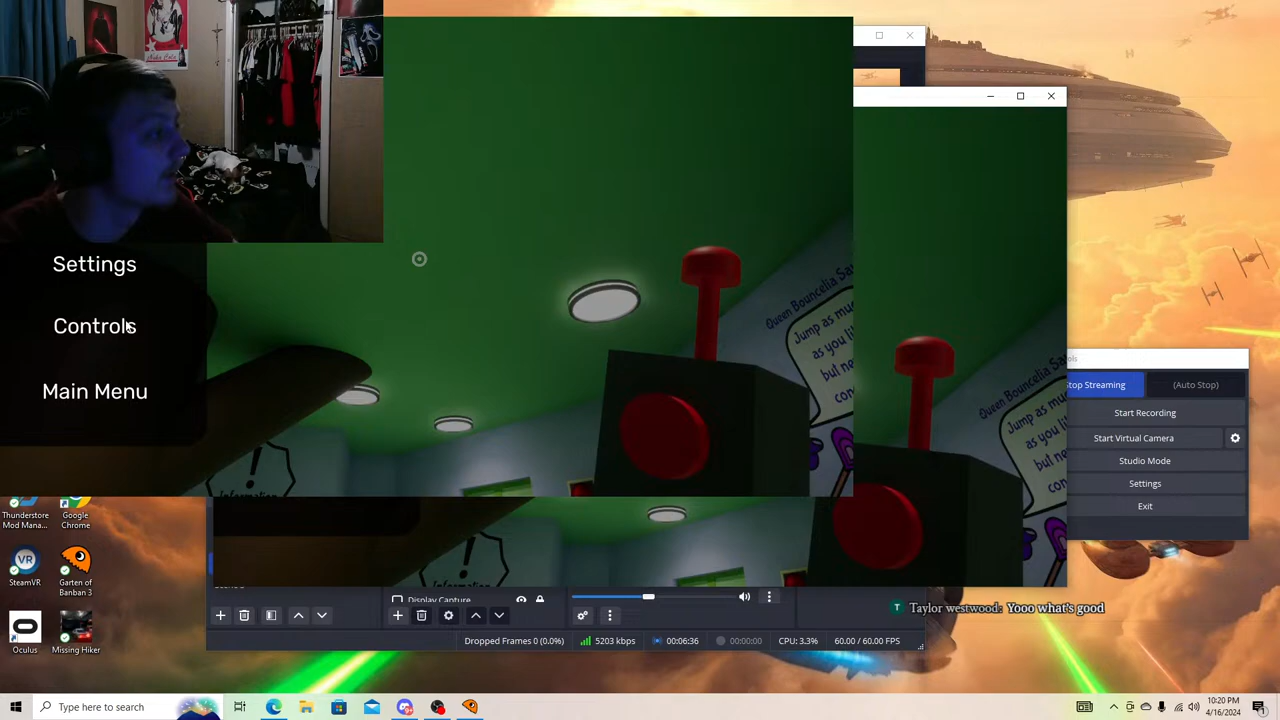 Settings
Controls
Main Menu
Queen Bouncelia Sa
Jump as mu
as you li
but ne
con
Queen Bouncelia Sa
Jump as
as you
but n
con
Information
Information
Stop Streaming
(Auto Stop)
Start Recording
Start Virtual Camera
Studio Mode
Settings
Exit
Thunderstore
Mod Mana...
Google
Chrome
SteamVR
Garten of
Banban 3
Oculus
Missing Hiker
Display Capture
Taylor westwood: Yooo what's good
Dropped Frames 0 (0.0%)
5203 kbps
00:06:36
00:00:00
CPU: 3.3%
60.00 / 60.00 FPS
Type here to search
10:20 PM
4/16/2024